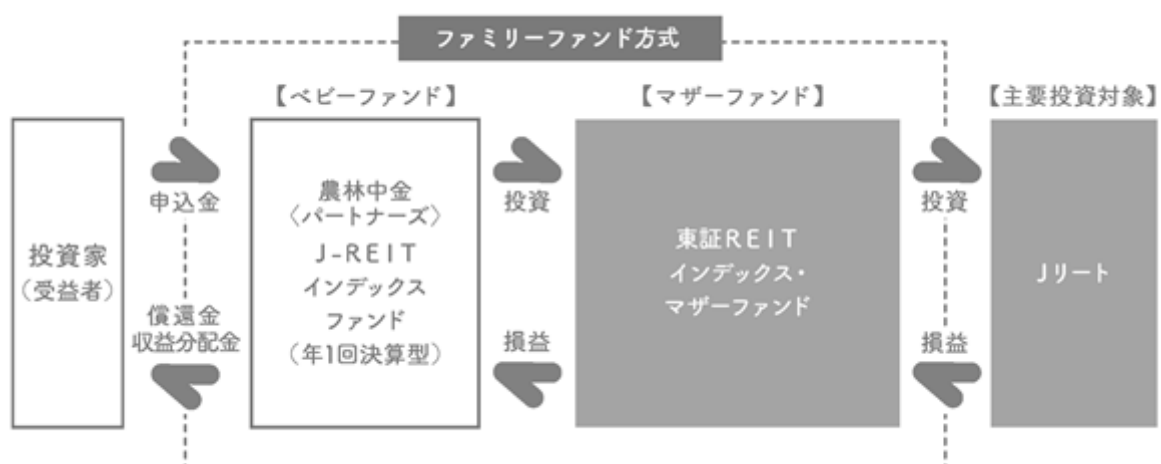 ファミリーファンド方式
【ベビーファンド】
【マザーファンド】
【主要投資対象】
投資家
（受益者）
申込金
償還金
収益分配金
農林中金
〈パートナーズ〉
J-REIT
インデックス
ファンド
（年1回決算型）
投資
損益
東証REIT
インデックス・
マザーファンド
投資
損益
Jリート